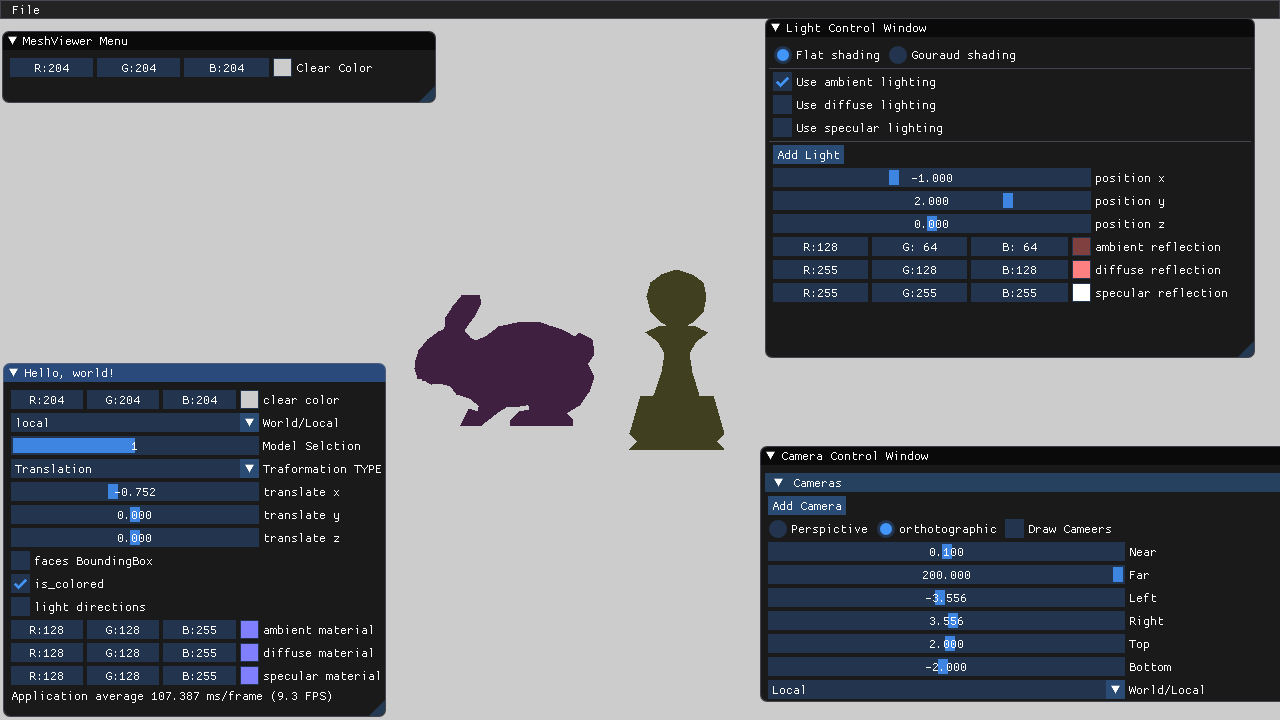 File
MeshViewer Menu
R:204 G:204 B:204 Clear Color
Light Control Window
Flat shading Gouraud shading
Use ambient lighting
Use diffuse lighting
Use specular lighting
Add Light
-1.000 position x
2.000 position y
0.000 position z
R:128 G: 64 B: 64 ambient reflection
R:255 G:128 B:128 diffuse reflection
R:255 G:255 B:255 specular reflection
Hello, world!
R:204 G:204 B:204 clear color
local World/Local
1 Model Selction
Translation Traformation TYPE
-0.752 translate x
0.000 translate y
0.000 translate z
faces BoundingBox
is_colored
light directions
R:128 G:128 B:255 ambient material
R:128 G:128 B:255 diffuse material
R:128 G:128 B:255 specular material
Application average 107.387 ms/frame (9.3 FPS)
Camera Control Window
Cameras
Add Camera
Perspictive orthotographic Draw Cameers
0.100 Near
200.000 Far
-3.556 Left
3.556 Right
2.000 Top
-2.000 Bottom
Local World/Local